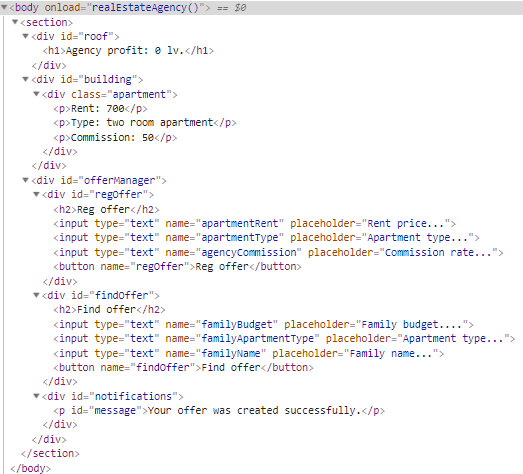 ▼<body onload="realEstateAgency()"> == $0
▼<section>
▼<div id="roof">
<h1>Agency profit: 0 lv.</h1>
</div>
▼<div id="building">
▼<div class="apartment">
<p>Rent: 700</p>
<p>Type: two room apartment</p>
<p>Commission: 50</p>
</div>
</div>
▼<div id="offerManager">
▼<div id="regOffer">
<h2>Reg offer</h2>
<input type="text" name="apartmentRent" placeholder="Rent price...">
<input type="text" name="apartmentType" placeholder="Apartment type...">
<input type="text" name="agencyCommission" placeholder="Commission rate...">
<button name="regOffer">Reg offer</button>
</div>
▼<div id="findOffer">
<h2>Find offer</h2>
<input type="text" name="familyBudget" placeholder="Family budget....">
<input type="text" name="familyApartmentType" placeholder="Apartment type...">
<input type="text" name="familyName" placeholder="Family name...">
<button name="findOffer">Find offer</button>
</div>
▼<div id="notifications">
<p id="message">Your offer was created successfully.</p>
</div>
</div>
</section>
</body>